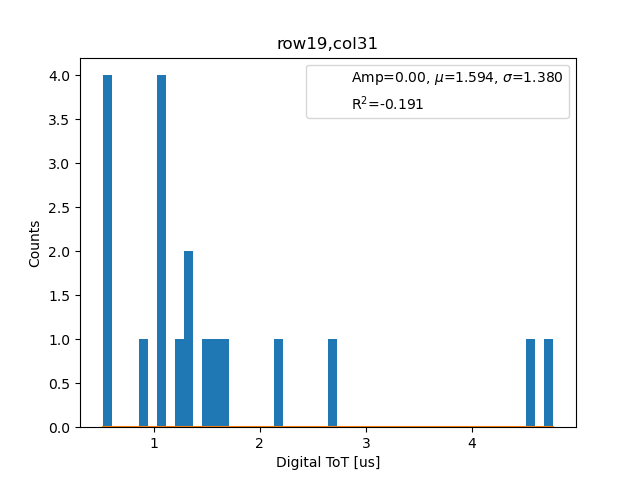 row19,col31
Amp=0.00, μ=1.594, σ=1.380
R²=-0.191
4.0
3.5
3.0
2.5
2.0
1.5
1.0
0.5
0.0
Counts
1 2 3 4
Digital ToT [us]